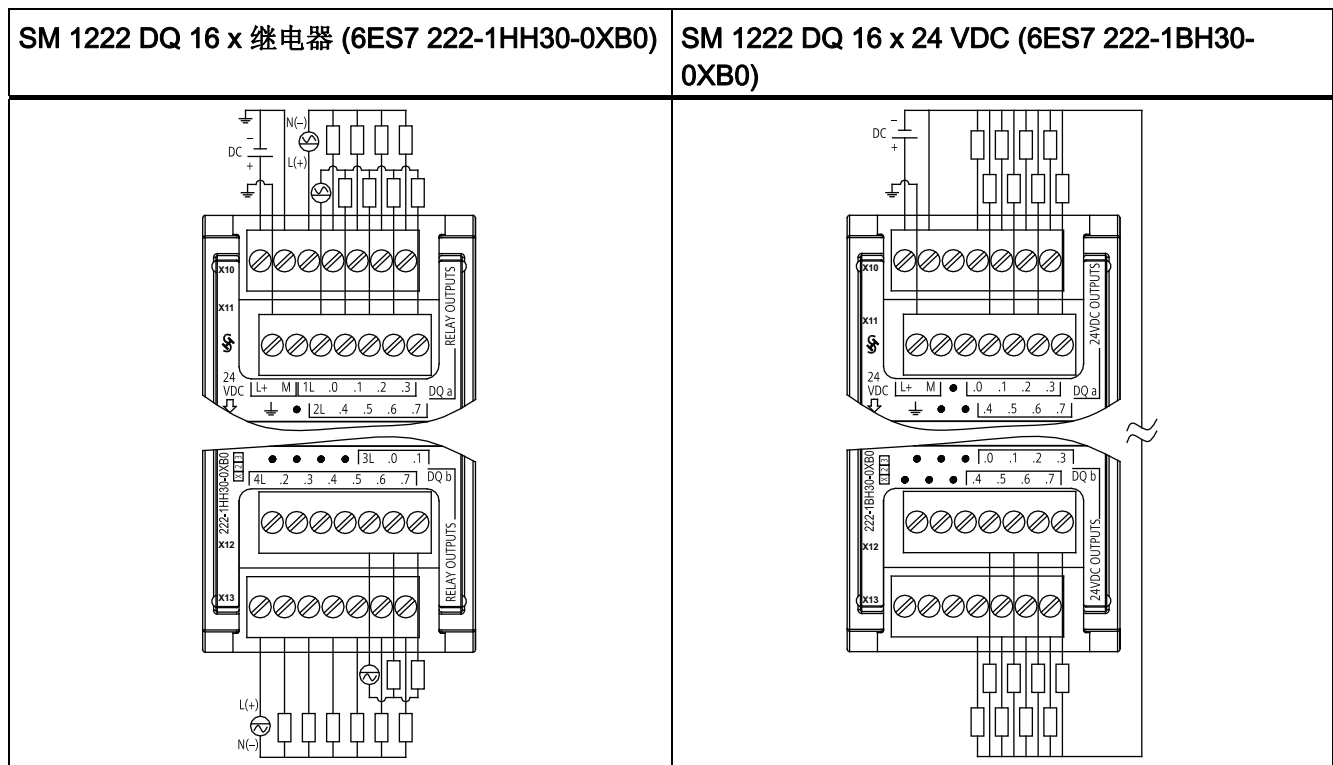 SM 1222 DQ 16 x 继电器 (6ES7 222-1HH30-0XB0)
SM 1222 DQ 16 x 24 VDC (6ES7 222-1BH30-
0XB0)
N(–)
– DC +
L(+)
X10
X11
RELAY OUTPUTS
24
VDC
L+ M 1L .0 .1 .2 .3
DQ a
2L .4 .5 .6 .7
3L .0 .1
4L .2 .3 .4 .5 .6 .7
DQ b
222-1HH30-0XB0
X 2 3
X12
X13
RELAY OUTPUTS
L(+)
N(–)
– DC +
X10
X11
24VDC OUTPUTS
24
VDC
L+ M .0 .1 .2 .3
DQ a
.4 .5 .6 .7
.0 .1 .2 .3
.4 .5 .6 .7
DQ b
222-1BH30-0XB0
X 2 3
X12
X13
24VDC OUTPUTS